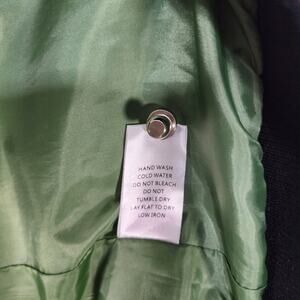 HAND WASH
COLD WATER
DO NOT BLEACH
DO NOT
TUMBLE DRY
LAY FLAT TO DRY
LOW IRON